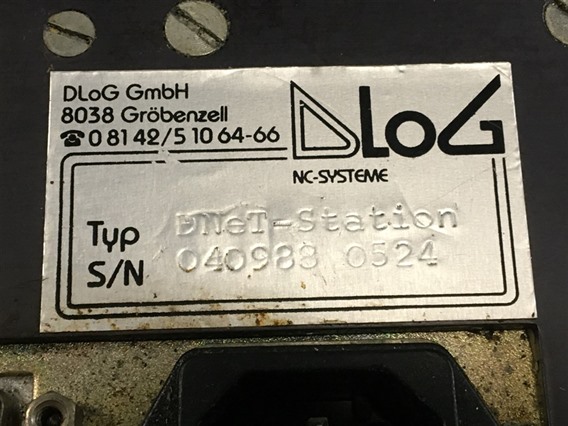 DLoG GmbH
8038 Gröbenzell
☎ 0 81 42/5 10 64-66
DLoG
NC-SYSTEME
Typ DNeT-Station
S/N 040988 0524